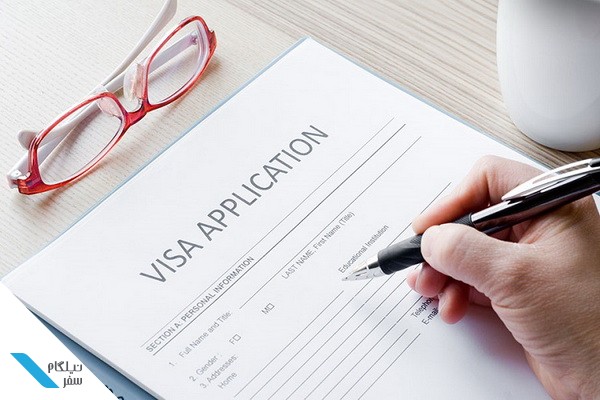 VISA APPLICATION
SECTION A: PERSONAL INFORMATION
LAST NAME, First Name (Title)
1. Full Name and Title:
Educational Institution
2. Gender: F☐ M☐
3. Addresses:
Home
Telephone
E-mail:
نیلگام
سفر